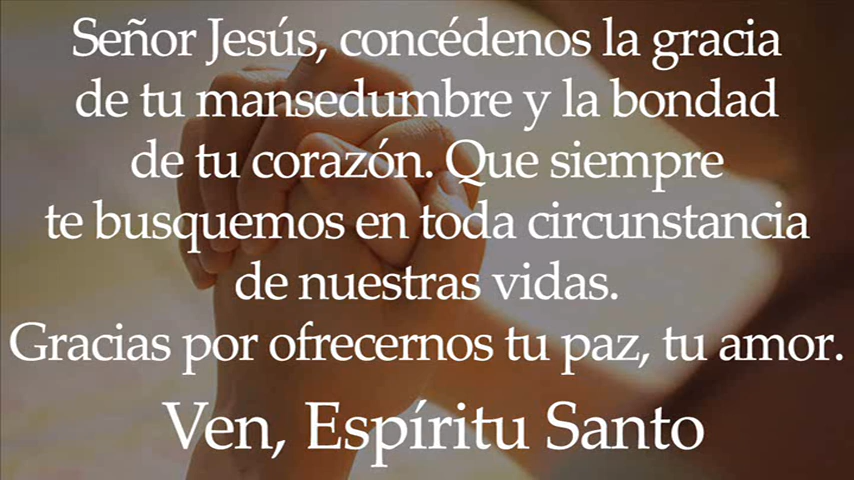 Señor Jesús, concédenos la gracia
de tu mansedumbre y la bondad
de tu corazón. Que siempre
te busquemos en toda circunstancia
de nuestras vidas.
Gracias por ofrecernos tu paz, tu amor.
Ven, Espíritu Santo